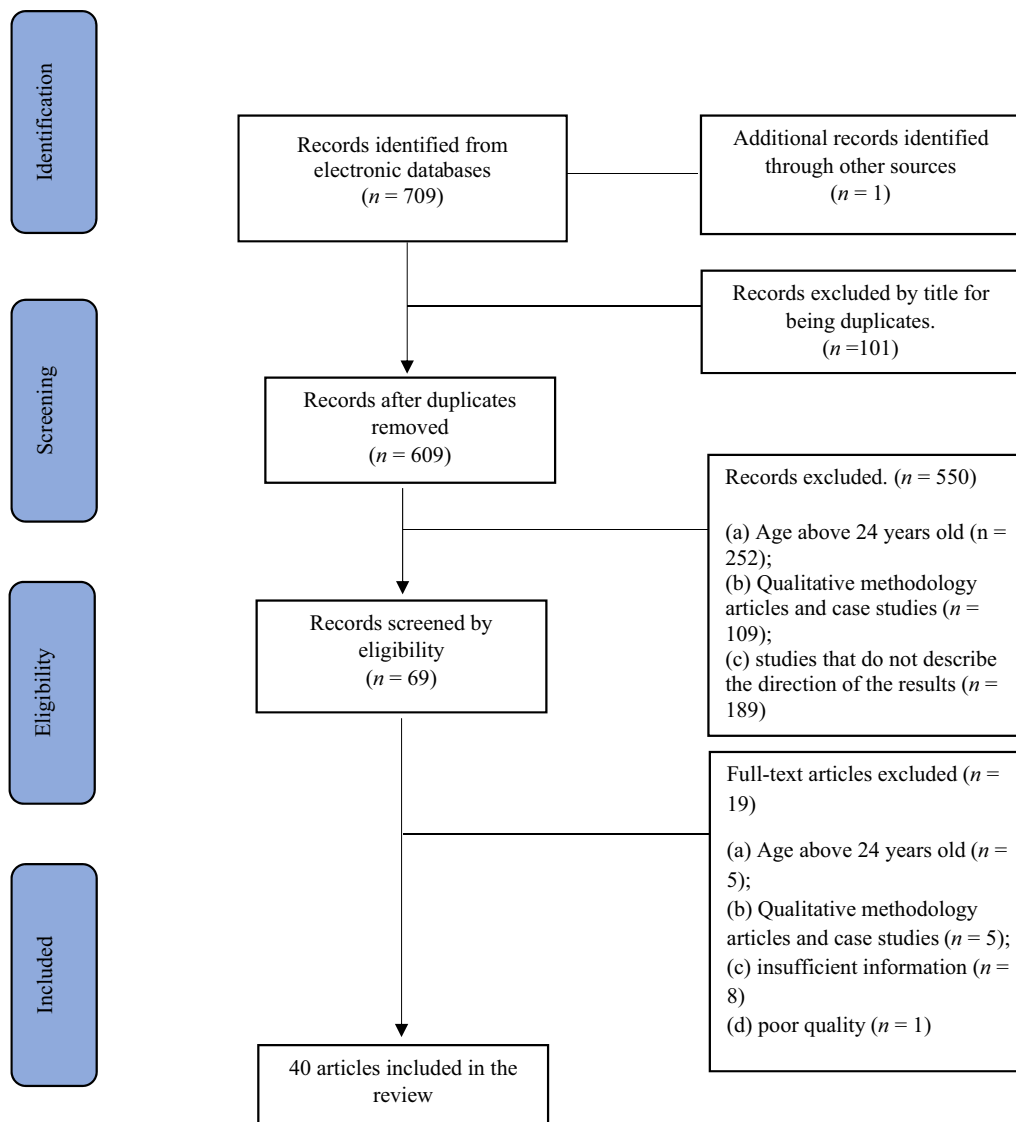 Identification
Records identified from
electronic databases
(n = 709)
Additional records identified
through other sources
(n = 1)
Records excluded by title for
being duplicates.
(n =101)
Screening
Records after duplicates
removed
(n = 609)
Records excluded. (n = 550)
(a) Age above 24 years old (n =
252);
(b) Qualitative methodology
articles and case studies (n =
109);
(c) studies that do not describe
the direction of the results (n =
189)
Eligibility
Records screened by
eligibility
(n = 69)
Full-text articles excluded (n =
19)
(a) Age above 24 years old (n =
5);
(b) Qualitative methodology
articles and case studies (n = 5);
(c) insufficient information (n =
8)
(d) poor quality (n = 1)
Included
40 articles included in the
review